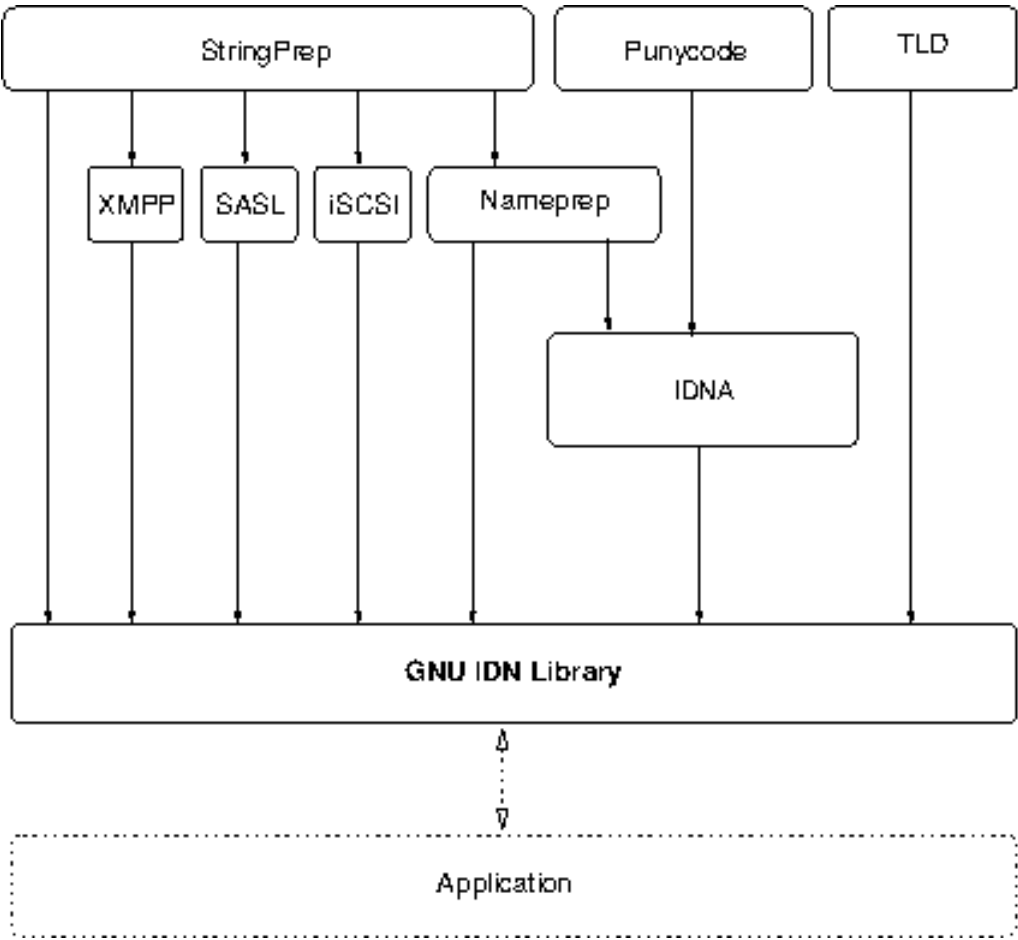 StringPrep
Punycode
TLD
XMPP
SASL
iSCSI
Nameprep
IDNA
GNU IDN Library
Application